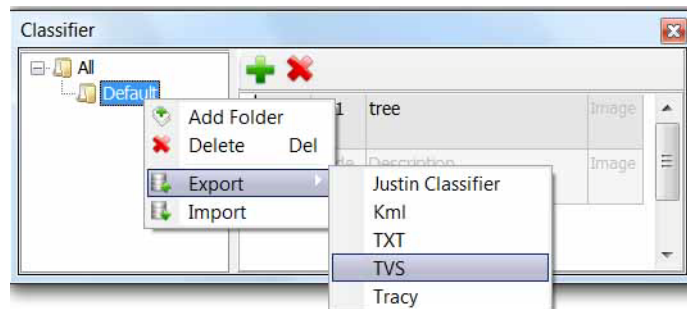 Classifier
All
Default
1 tree Image
Description Image
Add Folder
Delete Del
Export
Import
Justin Classifier
Kml
TXT
TVS
Tracy